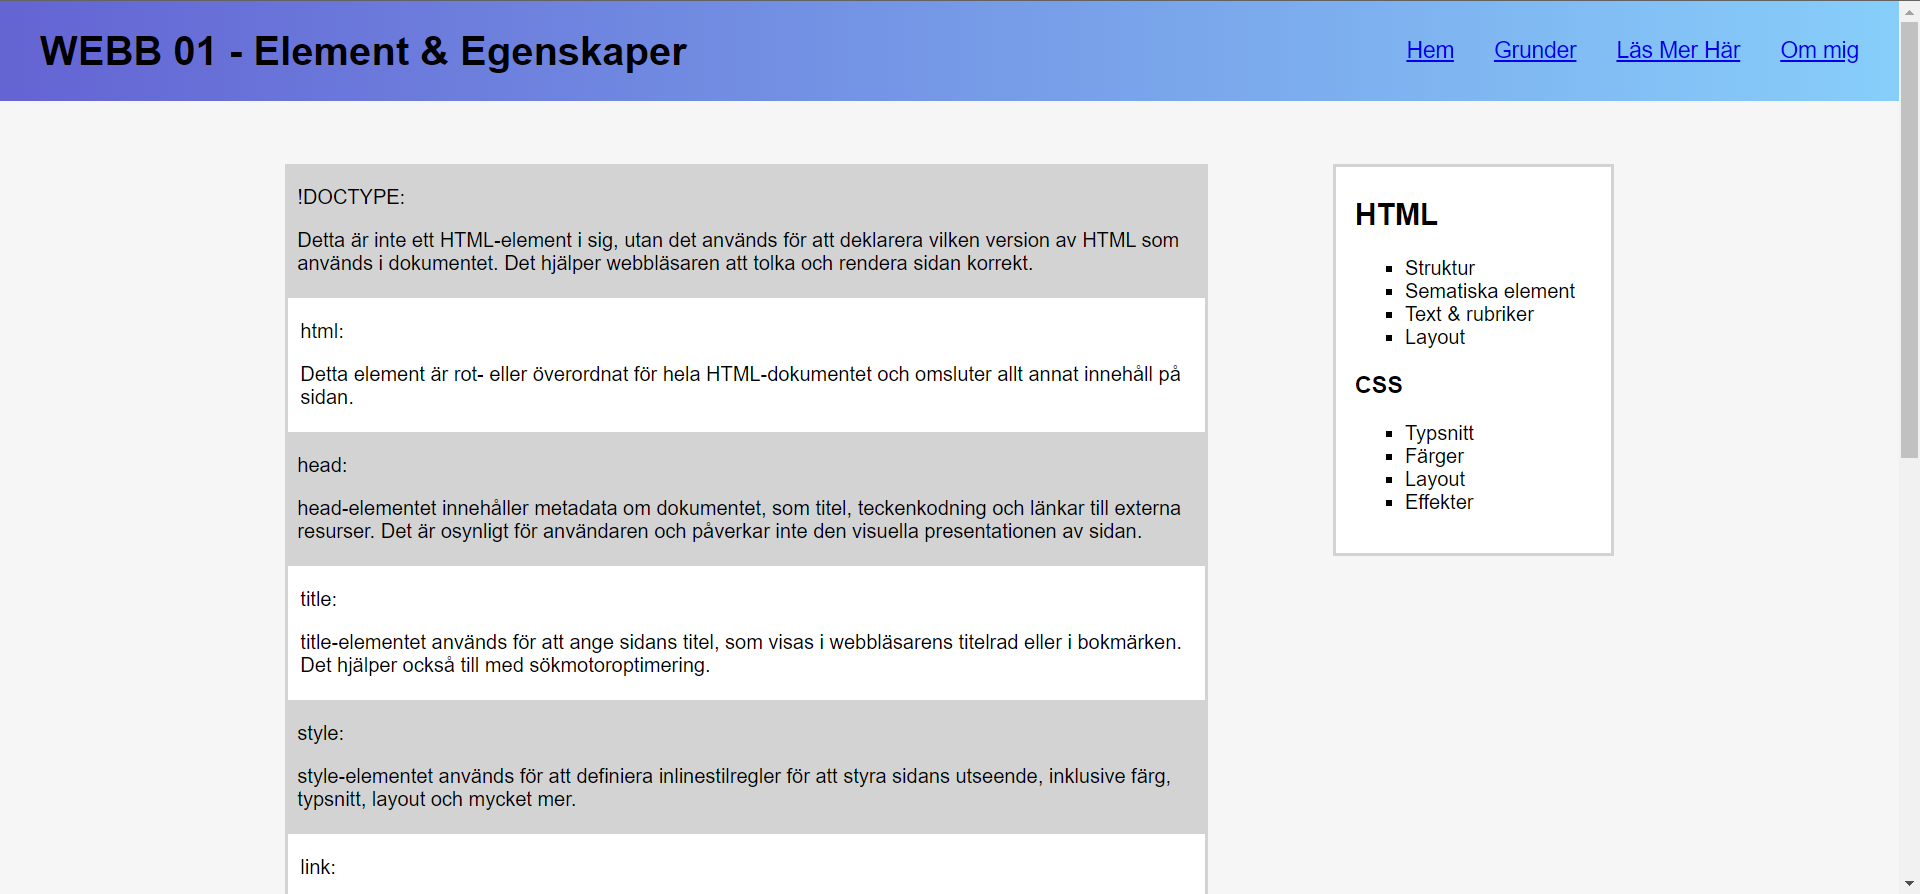 WEBB 01 - Element & Egenskaper
Hem Grunder Läs Mer Här Om mig
!DOCTYPE:
Detta är inte ett HTML-element i sig, utan det används för att deklarera vilken version av HTML som
används i dokumentet. Det hjälper webbläsaren att tolka och rendera sidan korrekt.
html:
Detta element är rot- eller överordnat för hela HTML-dokumentet och omsluter allt annat innehåll på
sidan.
head:
head-elementet innehåller metadata om dokumentet, som titel, teckenkodning och länkar till externa
resurser. Det är osynligt för användaren och påverkar inte den visuella presentationen av sidan.
title:
title-elementet används för att ange sidans titel, som visas i webbläsarens titelrad eller i bokmärken.
Det hjälper också till med sökmotoroptimering.
style:
style-elementet används för att definiera inlinestilregler för att styra sidans utseende, inklusive färg,
typsnitt, layout och mycket mer.
link:
HTML
Struktur
Sematiska element
Text & rubriker
Layout
CSS
Typsnitt
Färger
Layout
Effekter